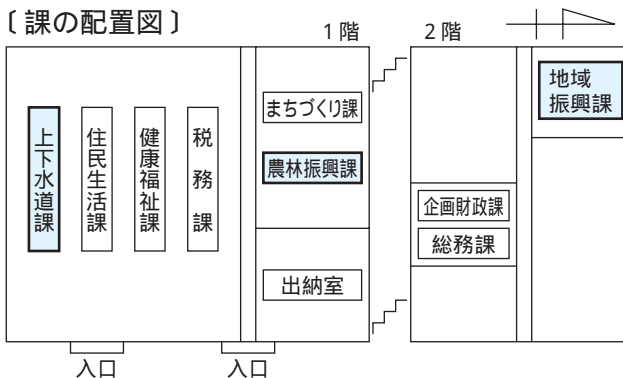 〔課の配置図〕
1階
2階
上下水道課
住民生活課
健康福祉課
税務課
まちづくり課
農林振興課
出納室
地域
振興課
企画財政課
総務課
入口
入口